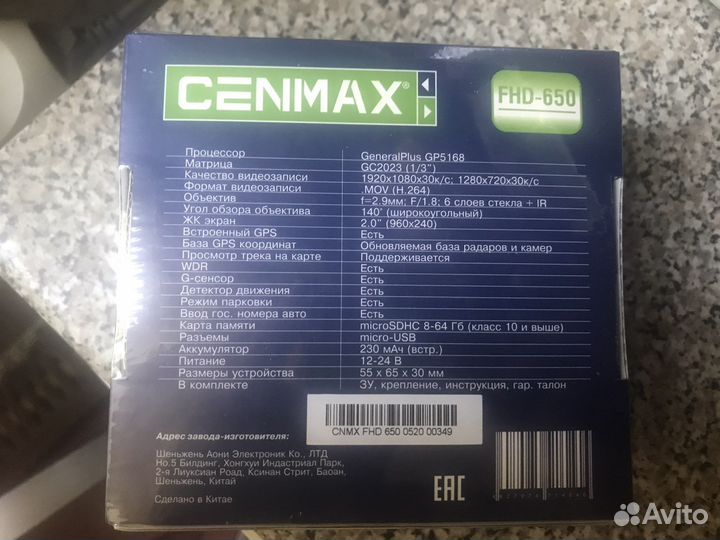 CENMAX®
FHD-650
Процессор GeneralPlus GP5168
Матрица GC2023 (1/3")
Качество видеозаписи 1920x1080x30к/с; 1280x720x30к/с
Формат видеозаписи .MOV (H.264)
Объектив f=2.9мм; F/1.8; 6 слоев стекла + IR
Угол обзора объектива 140° (широкоугольный)
ЖК экран 2.0" (960x240)
Встроенный GPS Есть
База GPS координат Обновляемая база радаров и камер
Просмотр трека на карте Поддерживается
WDR Есть
G-сенсор Есть
Детектор движения Есть
Режим парковки Есть
Ввод гос. номера авто Есть
Карта памяти microSDHC 8-64 Гб (класс 10 и выше)
Разъемы micro-USB
Аккумулятор 230 мАч (встр.)
Питание 12-24 В
Размеры устройства 55 x 65 x 30 мм
В комплекте ЗУ, крепление, инструкция, гар. талон
CNMX FHD 650 0520 00349
Адрес завода-изготовителя:
Шеньжень Аони Электроник Ко., ЛТД
Но.5 Билдинг, Хонгхуи Индастриал Парк,
2-я Лиуксиан Роад, Ксинан Стрит, Баоан,
Шеньжень, Китай
Сделано в Китае
EAC
Avito